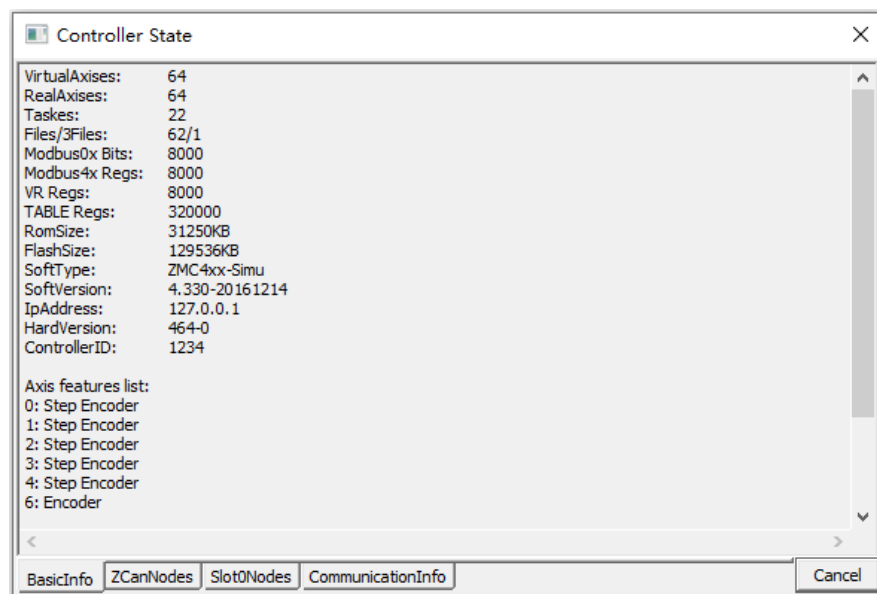 Controller State
VirtualAxises: 64
RealAxises: 64
Taskes: 22
Files/3Files: 62/1
Modbus0x Bits: 8000
Modbus4x Regs: 8000
VR Regs: 8000
TABLE Regs: 320000
RomSize: 31250KB
FlashSize: 129536KB
SoftType: ZMC4xx-Simu
SoftVersion: 4.330-20161214
IpAddress: 127.0.0.1
HardVersion: 464-0
ControllerID: 1234
Axis features list:
0: Step Encoder
1: Step Encoder
2: Step Encoder
3: Step Encoder
4: Step Encoder
6: Encoder
BasicInfo ZCanNodes Slot0Nodes CommunicationInfo Cancel